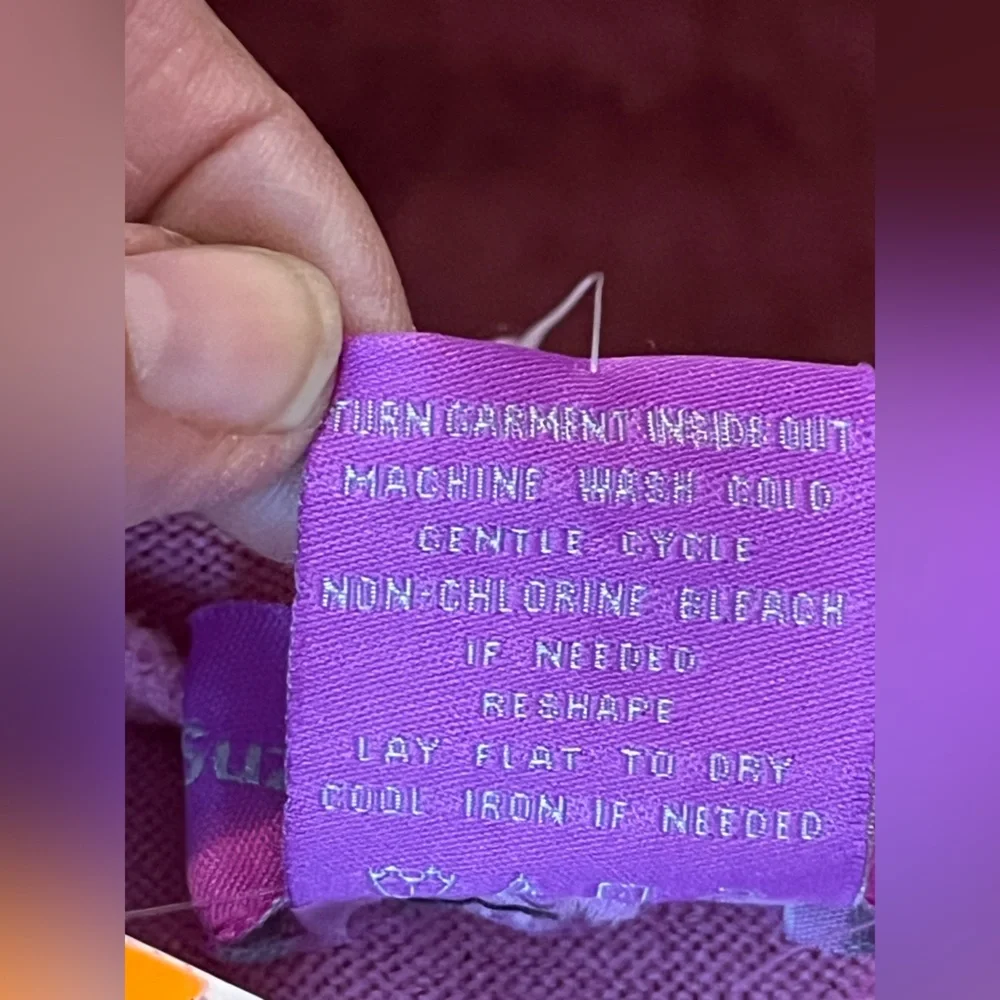 TURN GARMENT INSIDE OUT
MACHINE WASH COLD
GENTLE CYCLE
NON-CHLORINE BLEACH
IF NEEDED
RESHAPE
LAY FLAT TO DRY
COOL IRON IF NEEDED